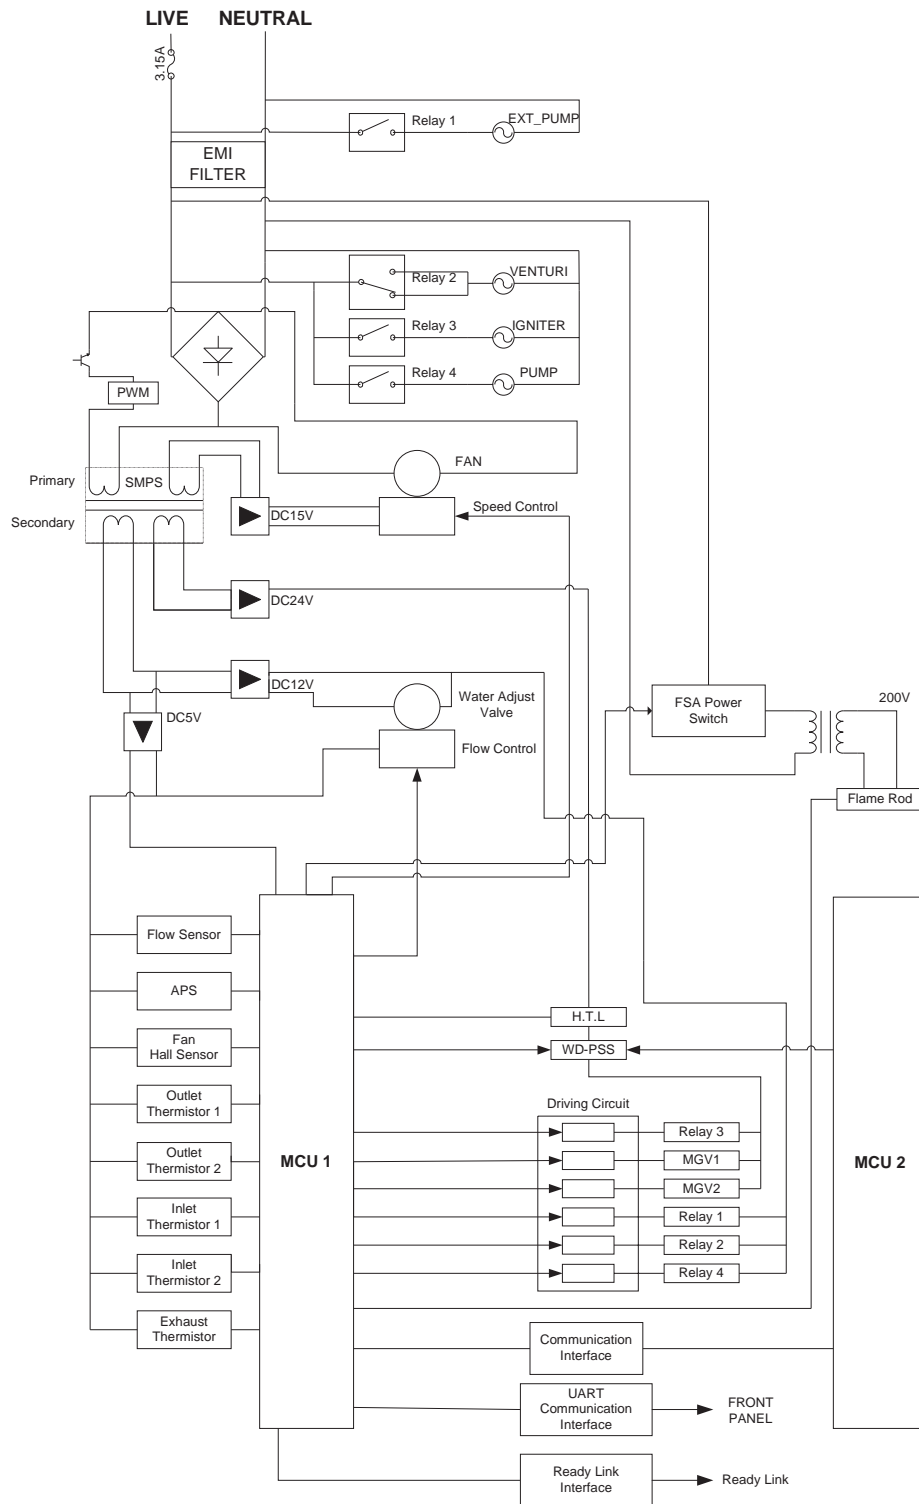 LIVE NEUTRAL
3.15A
Relay 1
EXT_PUMP
EMI
FILTER
Relay 2
VENTURI
Relay 3
IGNITER
Relay 4
PUMP
PWM
FAN
Primary
SMPS
Secondary
DC15V
Speed Control
DC24V
DC12V
Water Adjust
Valve
DC5V
Flow Control
FSA Power
Switch
200V
Flame Rod
Flow Sensor
APS
Fan
Hall Sensor
Outlet
Thermistor 1
Outlet
Thermistor 2
Inlet
Thermistor 1
Inlet
Thermistor 2
Exhaust
Thermistor
MCU 1
H.T.L
WD-PSS
Driving Circuit
Relay 3
MGV1
MGV2
Relay 1
Relay 2
Relay 4
MCU 2
Communication
Interface
UART
Communication
Interface
FRONT
PANEL
Ready Link
Interface
Ready Link